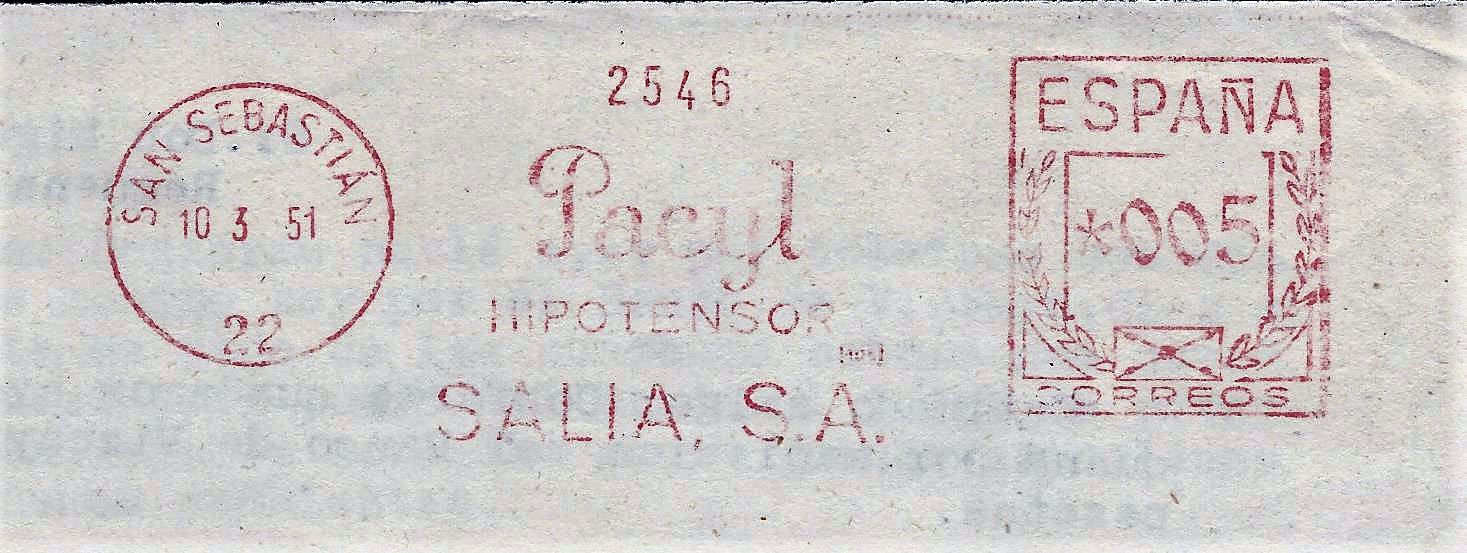 SAN SEBASTIÁN
10 3 51
22
2546
Pacyl
HIPOTENSOR
SALIA, S.A.
ESPAÑA
*005
CORREOS